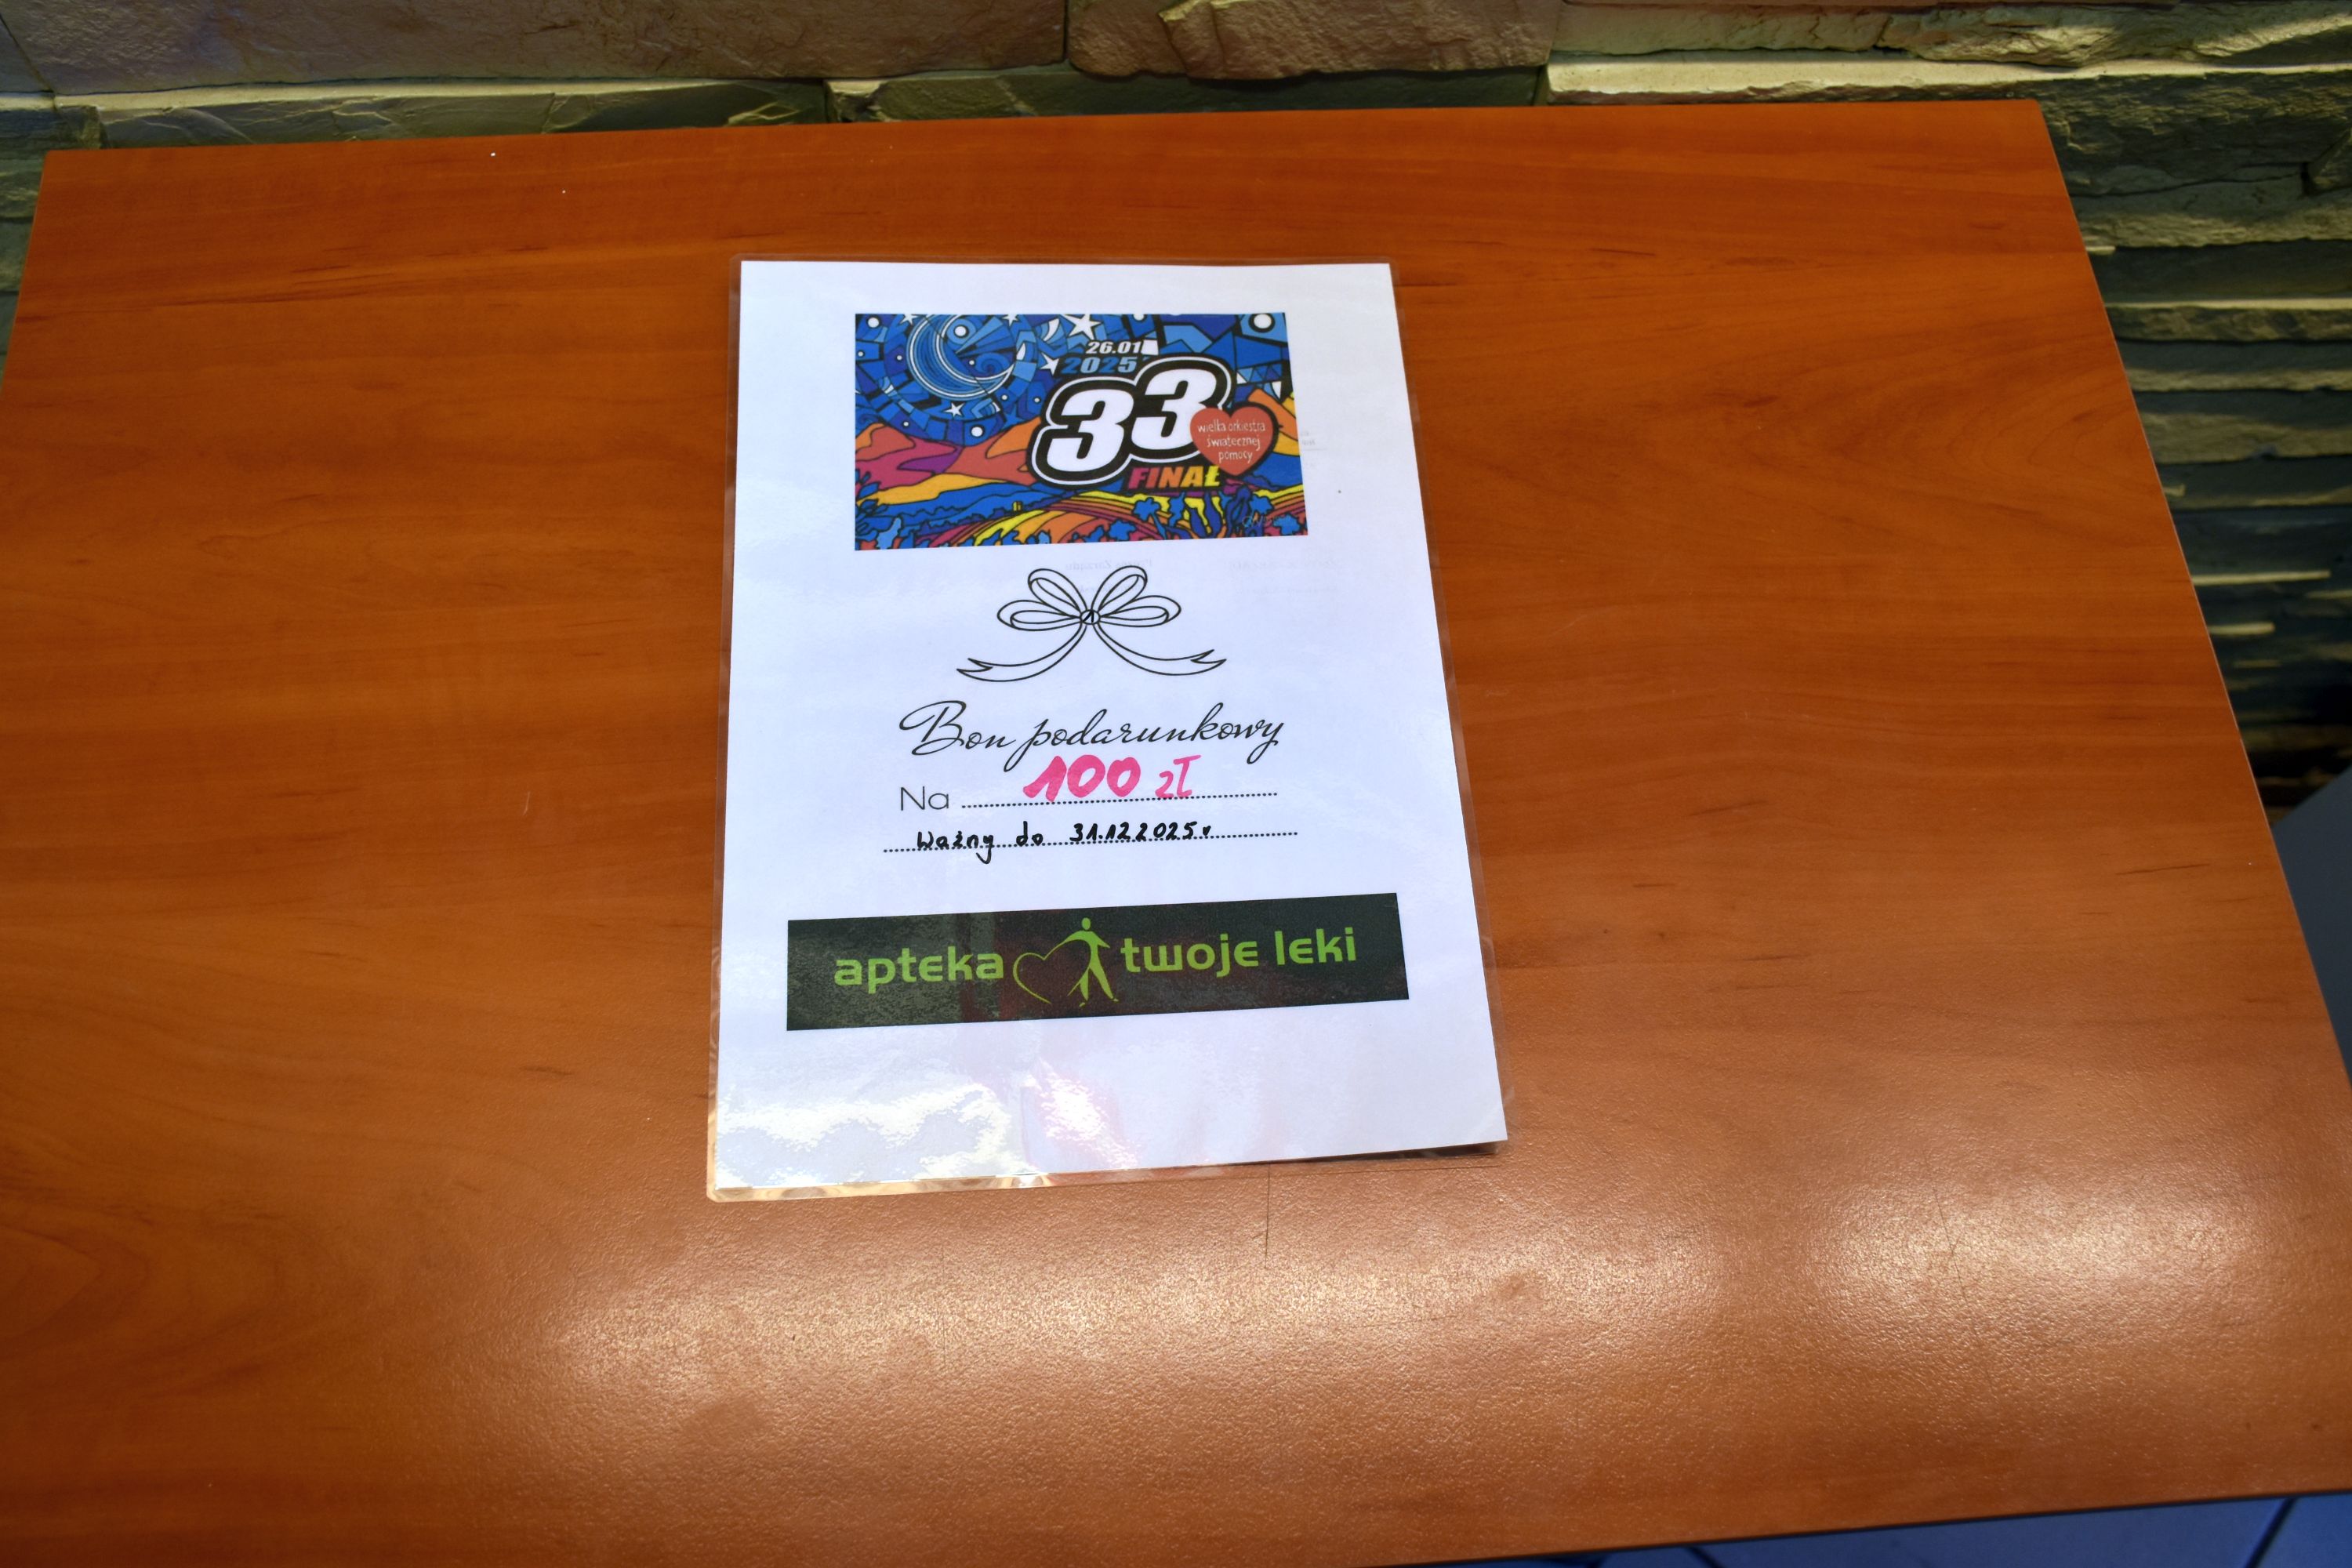 26.01
2025
33
wielka orkiestra
świątecznej
pomocy
FINAŁ
Bon podarunkowy
Na 100 zł
Ważny do 31.12.2025r
apteka twoje leki